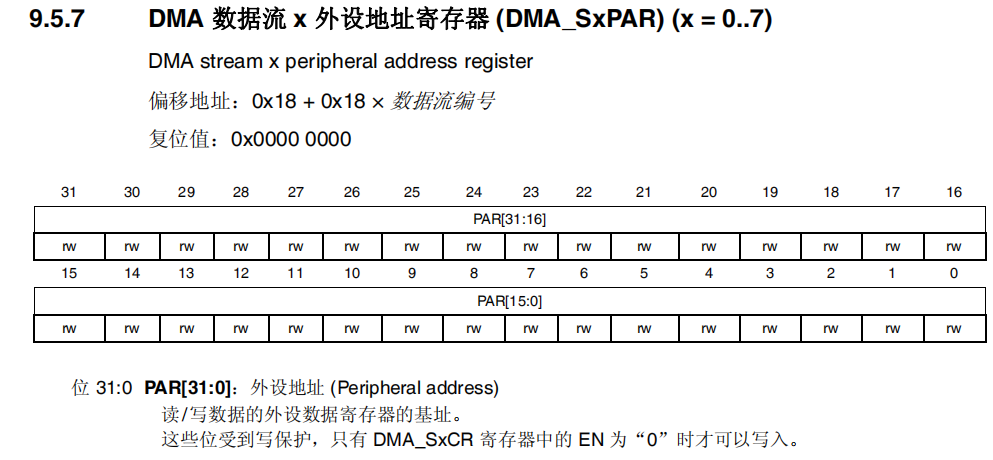 9.5.7 DMA 数据流 x 外设地址寄存器 (DMA_SxPAR) (x = 0..7)
DMA stream x peripheral address register
偏移地址：0x18 + 0x18 × 数据流编号
复位值：0x0000 0000
31 30 29 28 27 26 25 24 23 22 21 20 19 18 17 16
PAR[31:16]
rw rw rw rw rw rw rw rw rw rw rw rw rw rw rw rw
15 14 13 12 11 10 9 8 7 6 5 4 3 2 1 0
PAR[15:0]
rw rw rw rw rw rw rw rw rw rw rw rw rw rw rw rw
位 31:0 PAR[31:0]：外设地址 (Peripheral address)
读/写数据的外设数据寄存器的基址。
这些位受到写保护，只有 DMA_SxCR 寄存器中的 EN 为“0”时才可以写入。